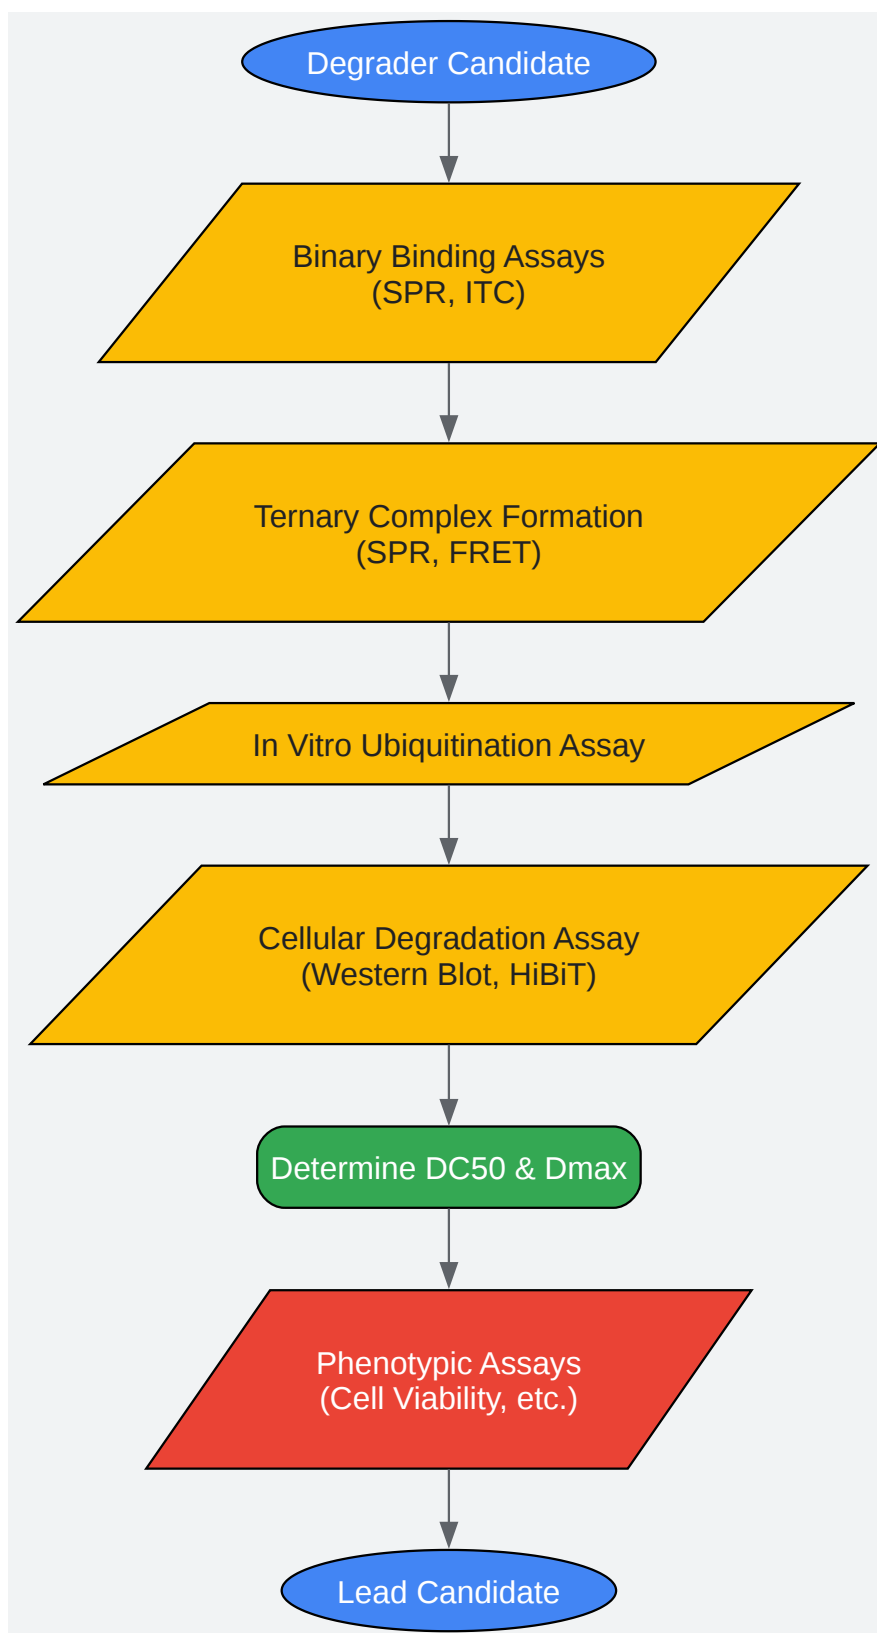 Degrader Candidate
Binary Binding Assays
(SPR, ITC)
Ternary Complex Formation
(SPR, FRET)
In Vitro Ubiquitination Assay
Cellular Degradation Assay
(Western Blot, HiBiT)
Determine DC50 & Dmax
Phenotypic Assays
(Cell Viability, etc.)
Lead Candidate